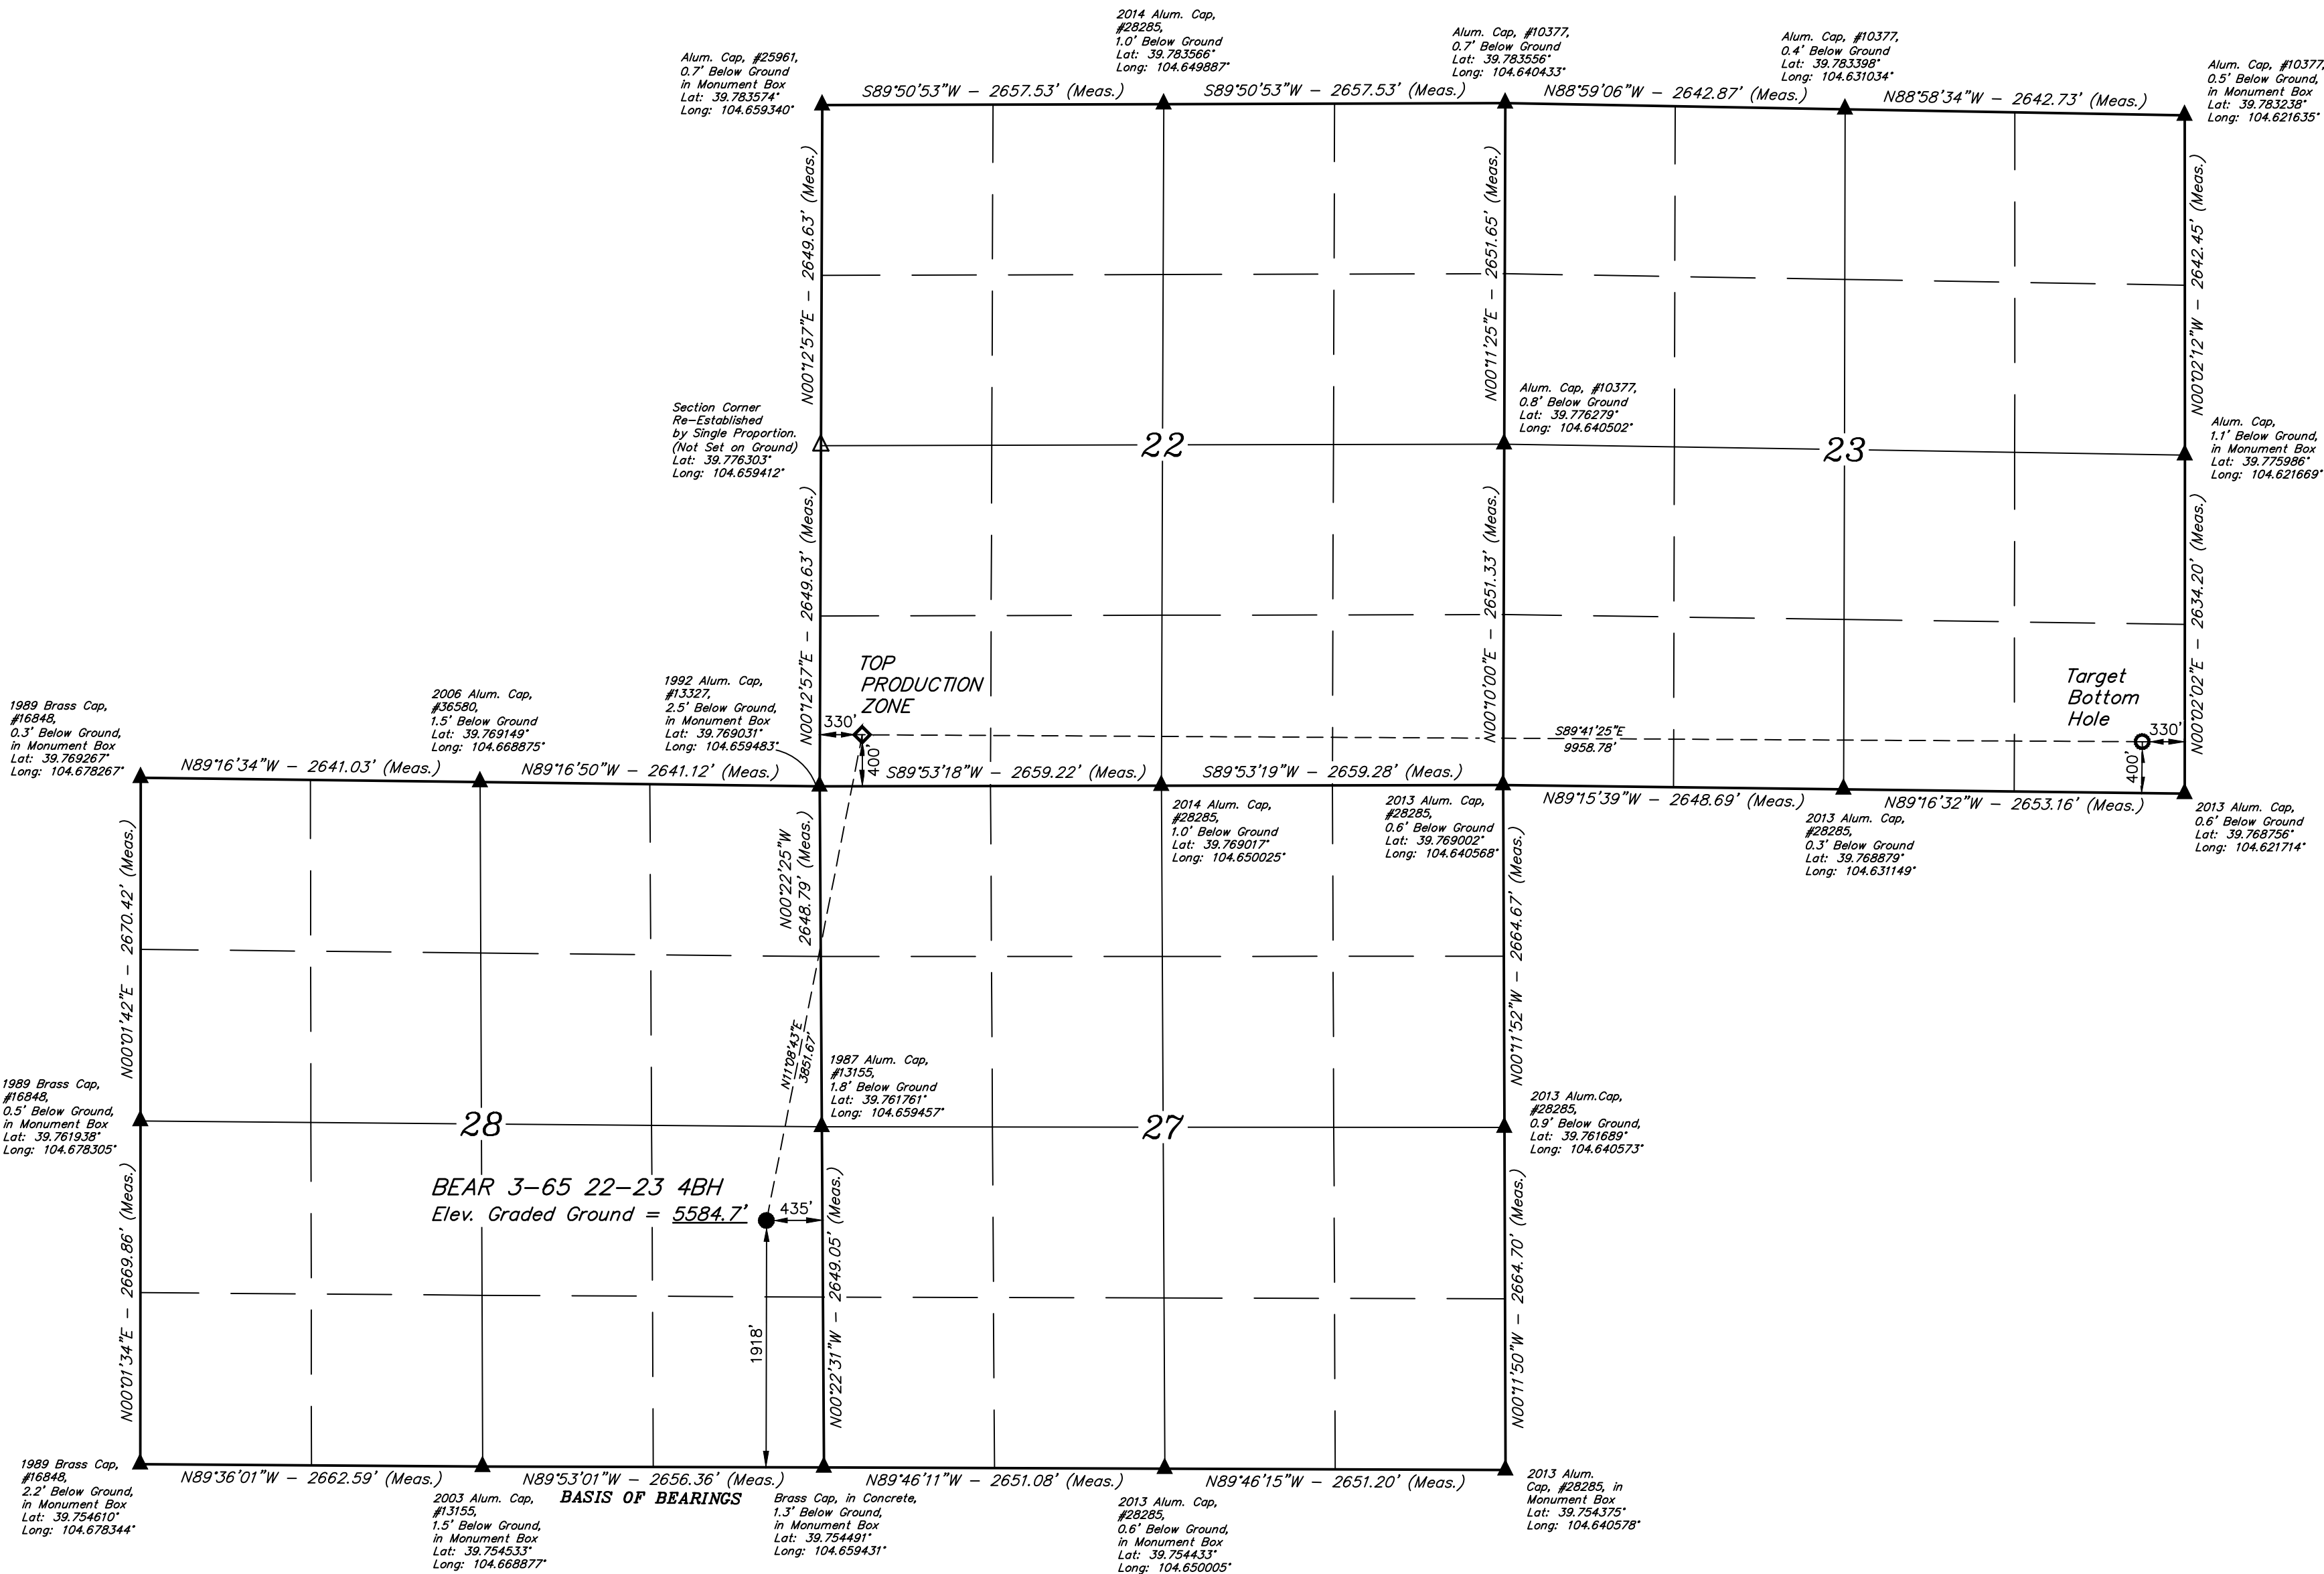 2014 Alum. Cap,
#28285,
1.0' Below Ground
Lat: 39.783566°
Long: 104.649887°
Alum. Cap, #10377,
0.7' Below Ground
Lat: 39.783556°
Long: 104.640433°
Alum. Cap, #10377,
0.4' Below Ground
Lat: 39.783398°
Long: 104.631034°
Alum. Cap, #25961,
0.7' Below Ground
in Monument Box
Lat: 39.783574°
Long: 104.659340°
Alum. Cap, #10377,
0.5' Below Ground,
in Monument Box
Lat: 39.783238°
Long: 104.621635°
S89°50'53"W - 2657.53' (Meas.)
S89°50'53"W - 2657.53' (Meas.)
N88°59'06"W - 2642.87' (Meas.)
N88°58'34"W - 2642.73' (Meas.)
N00°12'57"E - 2649.63' (Meas.)
N00°11'25"E - 2651.65' (Meas.)
N00°02'12"W - 2642.45' (Meas.)
Section Corner
Re-Established
by Single Proportion.
(Not Set on Ground)
Lat: 39.776303°
Long: 104.659412°
22
Alum. Cap, #10377,
0.8' Below Ground
Lat: 39.776279°
Long: 104.640502°
23
Alum. Cap,
1.1' Below Ground,
in Monument Box
Lat: 39.775986°
Long: 104.621669°
N00°12'57"E - 2649.63' (Meas.)
N00°10'00"E - 2651.33' (Meas.)
N00°02'02"E - 2634.20' (Meas.)
TOP
PRODUCTION
ZONE
330'
400'
S89°41'25"E
9958.78'
Target
Bottom
Hole
330'
400'
1989 Brass Cap,
#16848,
0.3' Below Ground,
in Monument Box
Lat: 39.769267°
Long: 104.678267°
2006 Alum. Cap,
#36580,
1.5' Below Ground
Lat: 39.769149°
Long: 104.668875°
1992 Alum. Cap,
#13327,
2.5' Below Ground,
in Monument Box
Lat: 39.769031°
Long: 104.659483°
N89°16'34"W - 2641.03' (Meas.)
N89°16'50"W - 2641.12' (Meas.)
S89°53'18"W - 2659.22' (Meas.)
S89°53'19"W - 2659.28' (Meas.)
N89°15'39"W - 2648.69' (Meas.)
N89°16'32"W - 2653.16' (Meas.)
2014 Alum. Cap,
#28285,
1.0' Below Ground
Lat: 39.769017°
Long: 104.650025°
2013 Alum. Cap,
#28285,
0.6' Below Ground
Lat: 39.769002°
Long: 104.640568°
2013 Alum. Cap,
#28285,
0.3' Below Ground
Lat: 39.768879°
Long: 104.631149°
2013 Alum. Cap,
0.6' Below Ground
Lat: 39.768756°
Long: 104.621714°
N00°01'42"E - 2670.42' (Meas.)
N00°22'25"W
2648.79' (Meas.)
N00°11'52"W - 2664.67' (Meas.)
N11°08'43"E
3851.67'
1989 Brass Cap,
#16848,
0.5' Below Ground,
in Monument Box
Lat: 39.761938°
Long: 104.678305°
28
1987 Alum. Cap,
#13155,
1.8' Below Ground
Lat: 39.761761°
Long: 104.659457°
27
2013 Alum.Cap,
#28285,
0.9' Below Ground,
Lat: 39.761689°
Long: 104.640573°
BEAR 3-65 22-23 4BH
Elev. Graded Ground = 5584.7'
435'
1918'
N00°01'34"E - 2669.86' (Meas.)
N00°22'31"W - 2649.05' (Meas.)
N00°11'50"W - 2664.70' (Meas.)
N89°36'01"W - 2662.59' (Meas.)
N89°53'01"W - 2656.36' (Meas.)
BASIS OF BEARINGS
N89°46'11"W - 2651.08' (Meas.)
N89°46'15"W - 2651.20' (Meas.)
1989 Brass Cap,
#16848,
2.2' Below Ground,
in Monument Box
Lat: 39.754610°
Long: 104.678344°
2003 Alum. Cap,
#13155,
1.5' Below Ground,
in Monument Box
Lat: 39.754533°
Long: 104.668877°
Brass Cap, in Concrete,
1.3' Below Ground,
in Monument Box
Lat: 39.754491°
Long: 104.659431°
2013 Alum. Cap,
#28285,
0.6' Below Ground,
in Monument Box
Lat: 39.754433°
Long: 104.650005°
2013 Alum.
Cap, #28285, in
Monument Box
Lat: 39.754375°
Long: 104.640578°